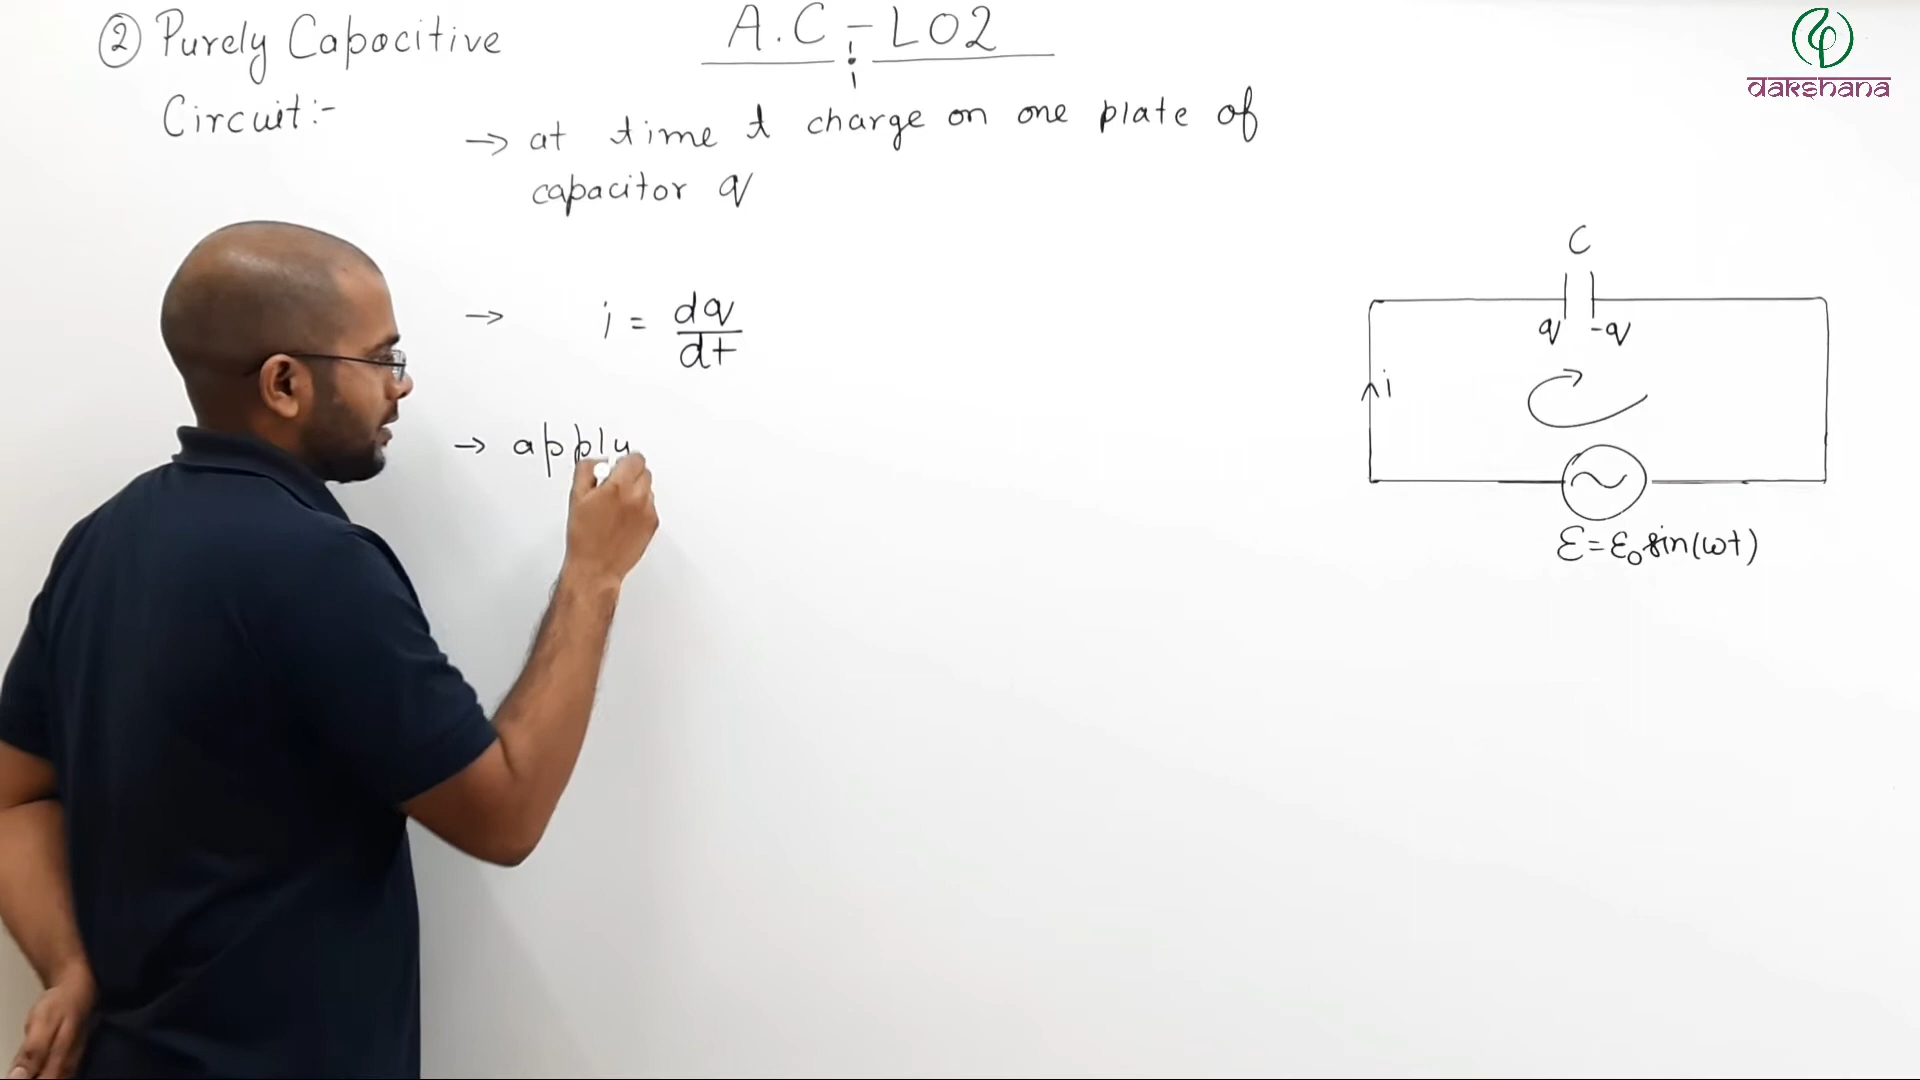 ② Purely Capacitive
Circuit:-
A.C - L02
→ at time t charge on one plate of
capacitor q
→ i = dq/dt
→ apply
C
q -q
i
ε = ε₀ sin(ωt)
dakshana